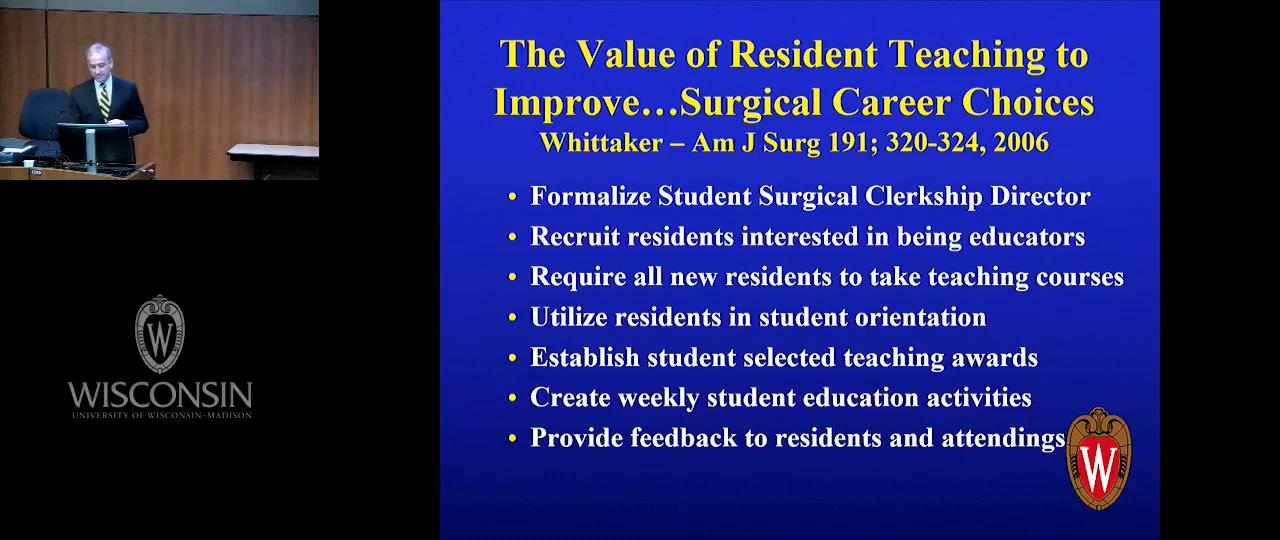 The Value of Resident Teaching to
Improve…Surgical Career Choices
Whittaker – Am J Surg 191; 320-324, 2006
• Formalize Student Surgical Clerkship Director
• Recruit residents interested in being educators
• Require all new residents to take teaching courses
• Utilize residents in student orientation
• Establish student selected teaching awards
• Create weekly student education activities
• Provide feedback to residents and attendings
W
W
WISCONSIN
UNIVERSITY OF WISCONSIN–MADISON